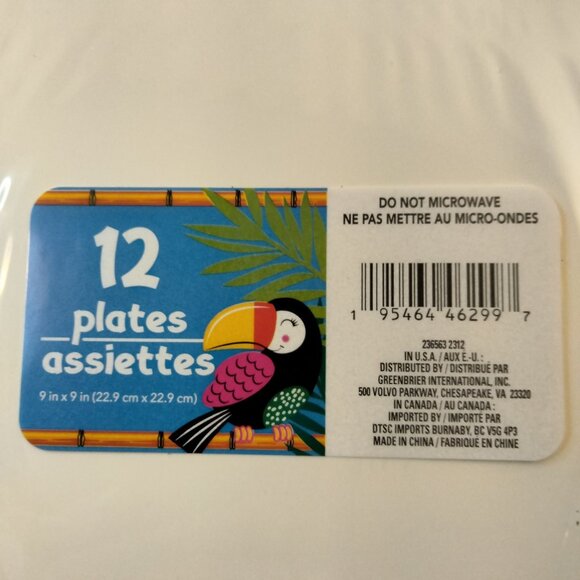 12
plates
assiettes
9 in x 9 in (22.9 cm x 22.9 cm)
DO NOT MICROWAVE
NE PAS METTRE AU MICRO-ONDES
1 95464 46299 7
236563 2312
IN U.S.A. / AUX E.-U. :
DISTRIBUTED BY / DISTRIBUÉ PAR
GREENBRIER INTERNATIONAL, INC.
500 VOLVO PARKWAY, CHESAPEAKE, VA 23320
IN CANADA / AU CANADA :
IMPORTED BY / IMPORTÉ PAR
DTSC IMPORTS BURNABY, BC V5G 4P3
MADE IN CHINA / FABRIQUÉ EN CHINE